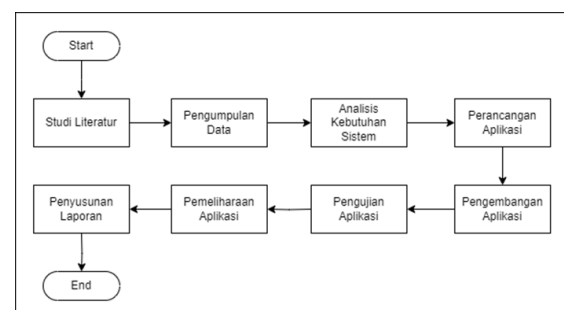 Start
Studi Literatur
Pengumpulan
Data
Analisis
Kebutuhan
Sistem
Perancangan
Aplikasi
Pengembangan
Aplikasi
Pengujian
Aplikasi
Pemeliharaan
Aplikasi
Penyusunan
Laporan
End